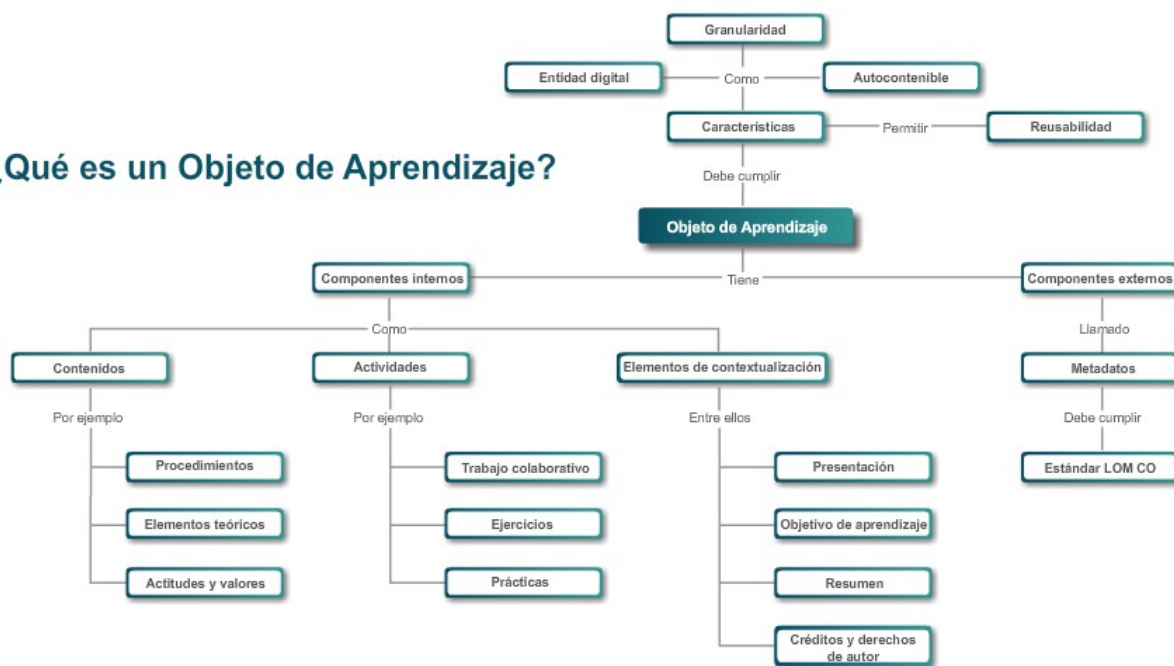 Granularidad
Entidad digital
Como
Autocontenible
Características
Permitir
Reusabilidad
¿Qué es un Objeto de Aprendizaje?
Debe cumplir
Objeto de Aprendizaje
Componentes internos
Tiene
Componentes externos
Como
Llamado
Contenidos
Actividades
Elementos de contextualización
Metadatos
Por ejemplo
Por ejemplo
Entre ellos
Debe cumplir
Procedimientos
Trabajo colaborativo
Presentación
Estándar LOM CO
Elementos teóricos
Ejercicios
Objetivo de aprendizaje
Actitudes y valores
Prácticas
Resumen
Créditos y derechos
de autor